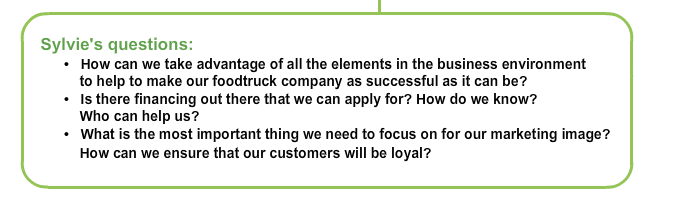 Sylvie's questions:
• How can we take advantage of all the elements in the business environment
to help to make our foodtruck company as successful as it can be?
• Is there financing out there that we can apply for? How do we know?
Who can help us?
• What is the most important thing we need to focus on for our marketing image?
How can we ensure that our customers will be loyal?